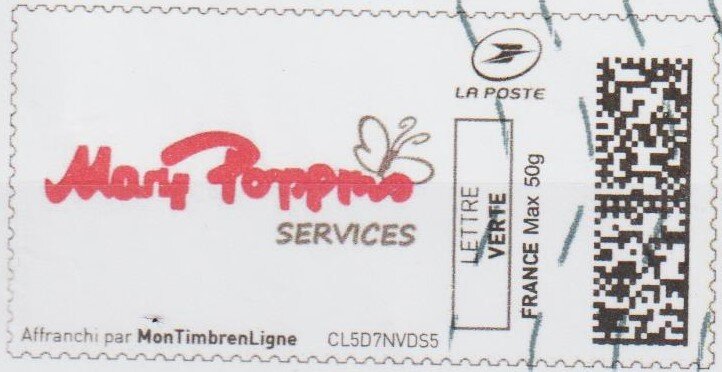 Mary Poppins
SERVICES
LA POSTE
LETTRE
VERTE
FRANCE Max 50g
Affranchi par MonTimbrenLigne
CL5D7NVDS5